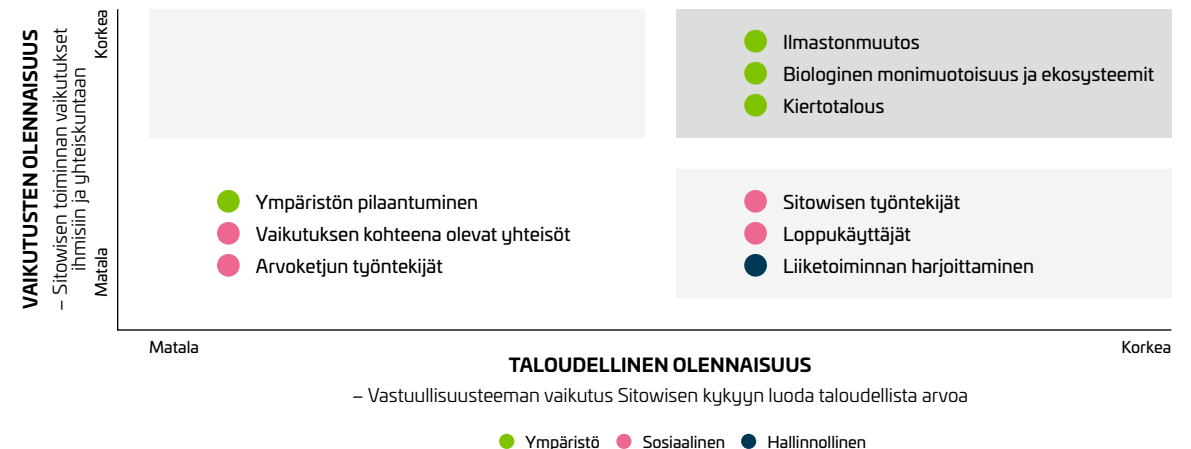 VAIKUTUSTEN OLENNAISUUS
– Sitowisen toiminnan vaikutukset
ihmisiin ja yhteiskuntaan
Korkea
Matala
Ilmastonmuutos
Biologinen monimuotoisuus ja ekosysteemit
Kiertotalous
Ympäristön pilaantuminen
Vaikutuksen kohteena olevat yhteisöt
Arvoketjun työntekijät
Sitowisen työntekijät
Loppukäyttäjät
Liiketoiminnan harjoittaminen
Matala
Korkea
TALOUDELLINEN OLENNAISUUS
– Vastuullisuusteeman vaikutus Sitowisen kykyyn luoda taloudellista arvoa
Ympäristö Sosiaalinen Hallinnollinen